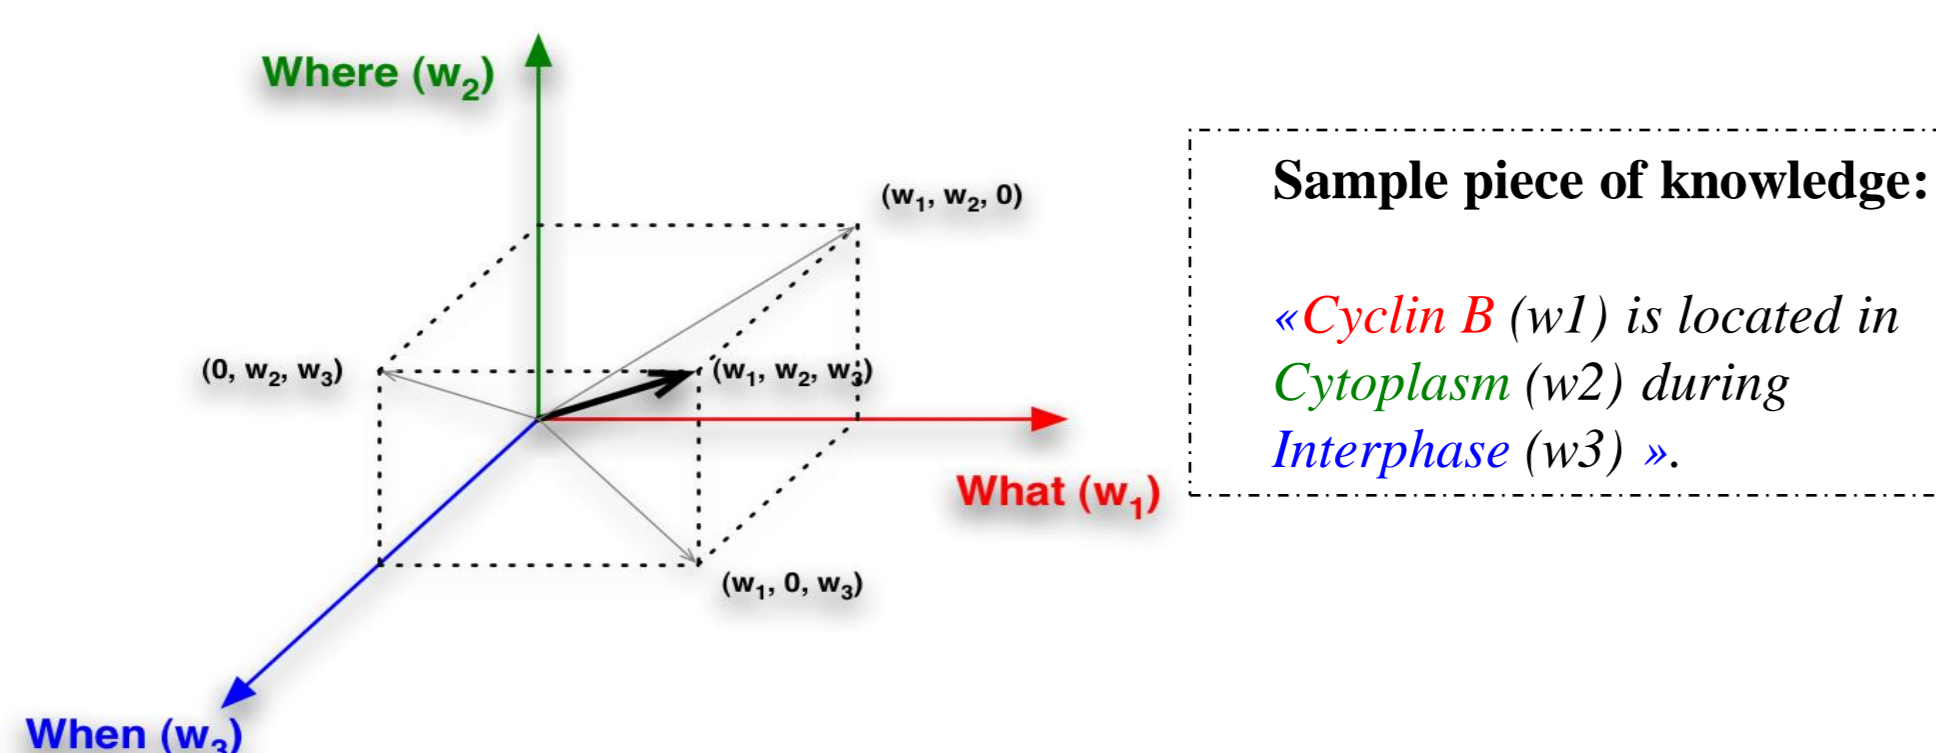 Where (w₂)
(w₁, w₂, 0)
(0, w₂, w₃)
(w₁, w₂, w₃)
What (w₁)
(w₁, 0, w₃)
When (w₃)
Sample piece of knowledge:
«Cyclin B (w1) is located in
Cytoplasm (w2) during
Interphase (w3) ».